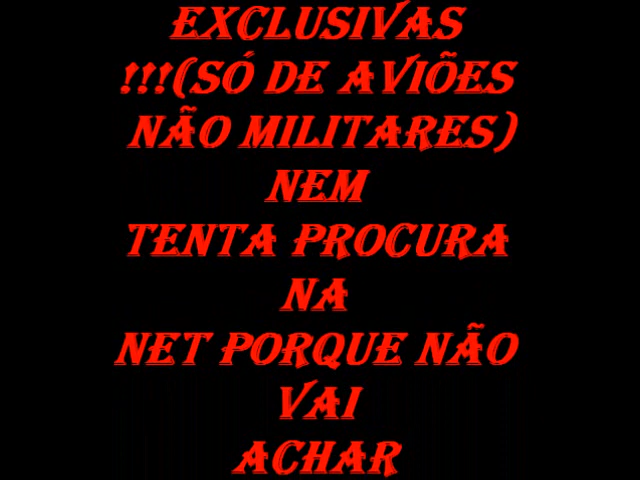 EXCLUSIVAS
!!!(SÓ DE AVIÕES
NÃO MILITARES)
NEM
TENTA PROCURA
NA
NET PORQUE NÃO
VAI
ACHAR